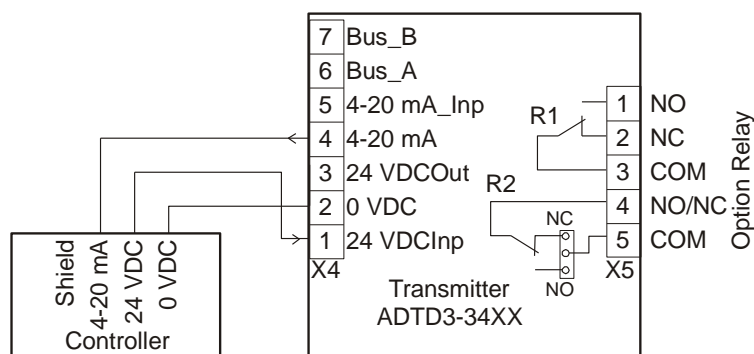 7 Bus_B
6 Bus_A
5 4-20 mA_Inp
4 4-20 mA
3 24 VDCOut
2 0 VDC
1 24 VDCInp
X4
R1
R2
NC
NO
1 NO
2 NC
3 COM
4 NO/NC
5 COM
X5
Option Relay
Transmitter
ADTD3-34XX
Shield
4-20 mA
24 VDC
0 VDC
Controller